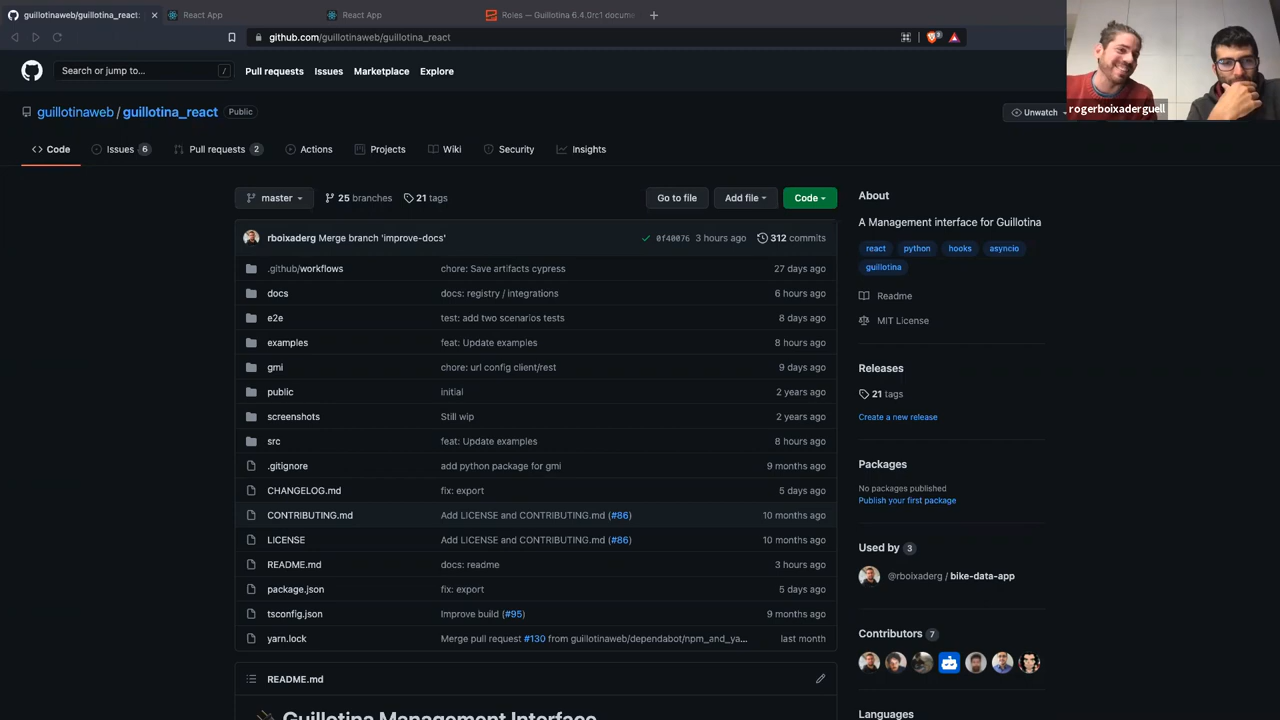 guillotinaweb/guillotina_react:
React App
React App
Roles — Guillotina 6.4.0rc1 docume
github.com/guillotinaweb/guillotina_react
Search or jump to...
/
Pull requests
Issues
Marketplace
Explore
rogerboixaderguell
guillotinaweb / guillotina_react
Public
Unwatch
Code
Issues 6
Pull requests 2
Actions
Projects
Wiki
Security
Insights
master
25 branches
21 tags
Go to file
Add file
Code
rboixaderg Merge branch 'improve-docs'
0f40076 3 hours ago
312 commits
.github/workflows chore: Save artifacts cypress 27 days ago
docs docs: registry / integrations 6 hours ago
e2e test: add two scenarios tests 8 days ago
examples feat: Update examples 8 hours ago
gmi chore: url config client/rest 9 days ago
public initial 2 years ago
screenshots Still wip 2 years ago
src feat: Update examples 8 hours ago
.gitignore add python package for gmi 9 months ago
CHANGELOG.md fix: export 5 days ago
CONTRIBUTING.md Add LICENSE and CONTRIBUTING.md (#86) 10 months ago
LICENSE Add LICENSE and CONTRIBUTING.md (#86) 10 months ago
README.md docs: readme 3 hours ago
package.json fix: export 5 days ago
tsconfig.json Improve build (#95) 9 months ago
yarn.lock Merge pull request #130 from guillotinaweb/dependabot/npm_and_ya... last month
README.md
Guillotina Management Interface
About
A Management interface for Guillotina
react python hooks asyncio
guillotina
Readme
MIT License
Releases
21 tags
Create a new release
Packages
No packages published
Publish your first package
Used by 3
@rboixaderg / bike-data-app
Contributors 7
Languages